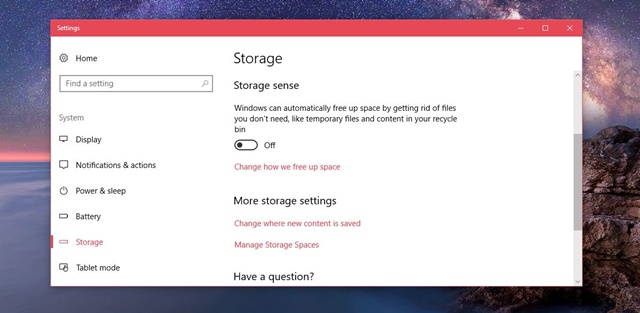 Settings
Home
Find a setting
System
Display
Notifications & actions
Power & sleep
Battery
Storage
Tablet mode
Storage
Storage sense
Windows can automatically free up space by getting rid of files
you don't need, like temporary files and content in your recycle
bin
Off
Change how we free up space
More storage settings
Change where new content is saved
Manage Storage Spaces
Have a question?